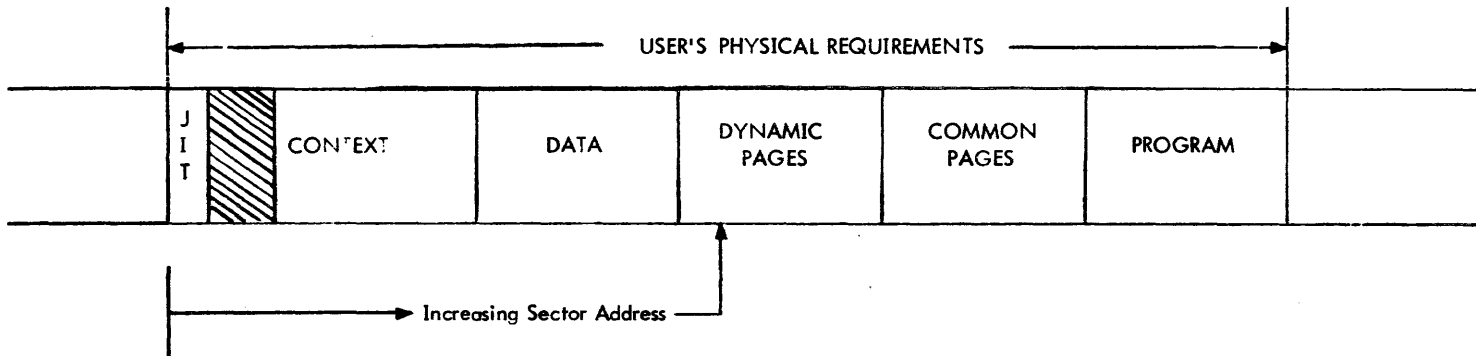 USER'S PHYSICAL REQUIREMENTS
J
I
T
CONTEXT
DATA
DYNAMIC
PAGES
COMMON
PAGES
PROGRAM
Increasing Sector Address